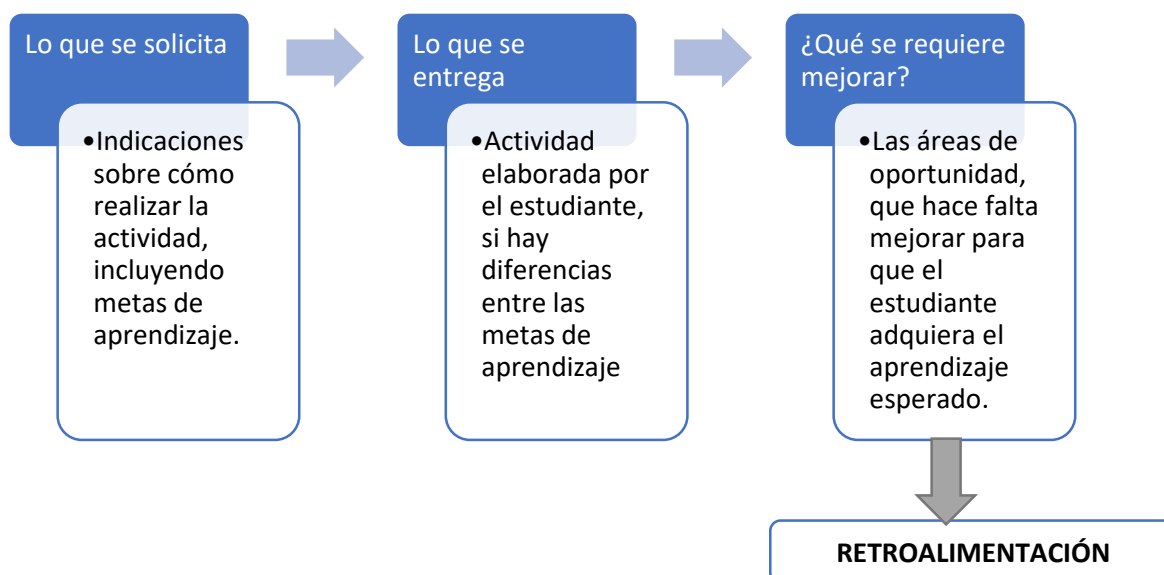 Lo que se solicita
•Indicaciones
sobre cómo
realizar la
actividad,
incluyendo
metas de
aprendizaje.
Lo que se
entrega
•Actividad
elaborada por
el estudiante,
si hay
diferencias
entre las
metas de
aprendizaje
¿Qué se requiere
mejorar?
•Las áreas de
oportunidad,
que hace falta
mejorar para
que el
estudiante
adquiera el
aprendizaje
esperado.
RETROALIMENTACIÓN